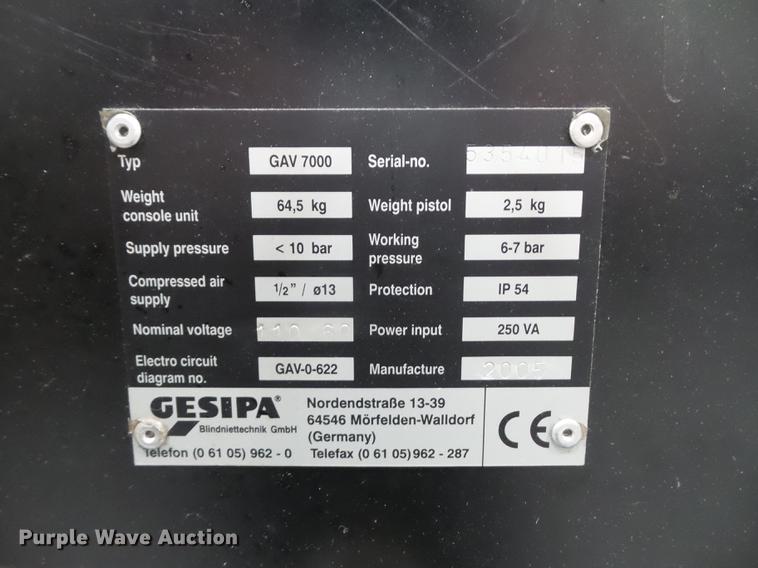 Typ GAV 7000 Serial-no.
Weight console unit 64,5 kg Weight pistol 2,5 kg
Supply pressure < 10 bar Working pressure 6-7 bar
Compressed air supply 1/2" / ø13 Protection IP 54
Nominal voltage 110 60 Power input 250 VA
Electro circuit diagram no. GAV-0-622 Manufacture 2005
GESIPA®
Blindniettechnik GmbH
Nordendstraße 13-39
64546 Mörfelden-Walldorf
(Germany)
Telefon (0 61 05) 962 - 0 Telefax (0 61 05) 962 - 287
CE
Purple Wave Auction